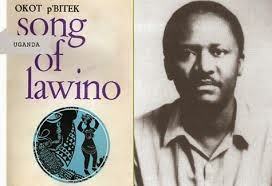 OKOT p'BITEK
song
UGANDA
of
lawino